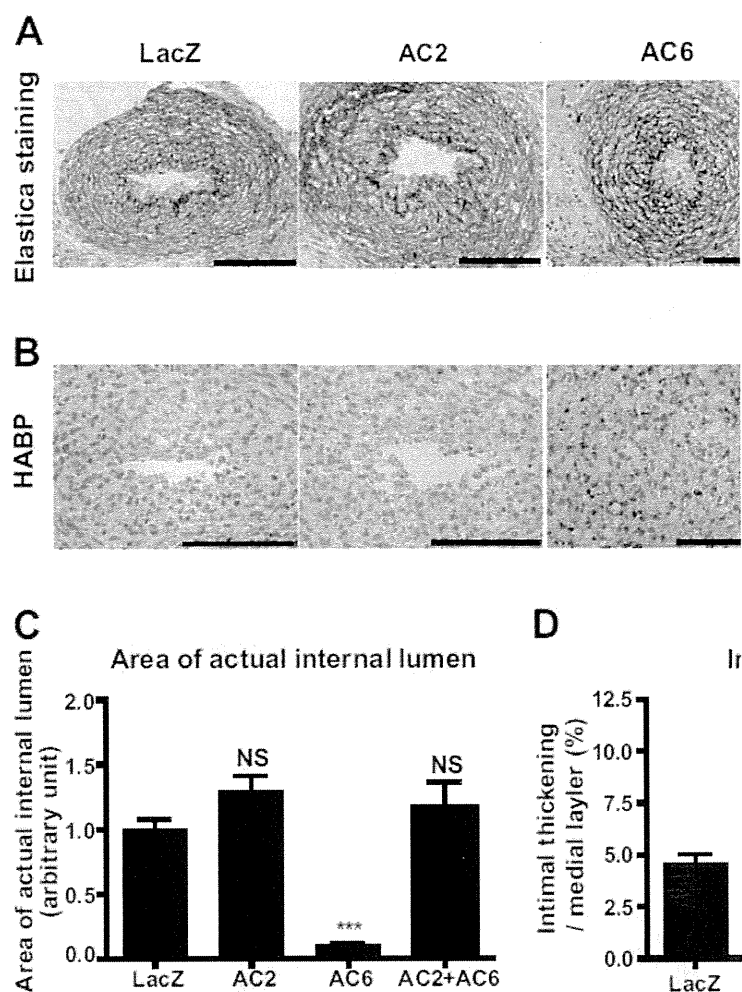 A
LacZ AC2 AC6
Elastica staining
B
HABP
C
Area of actual internal lumen
Area of actual internal lumen
(arbitrary unit)
2.0
1.5
1.0
0.5
0.0
NS
***
NS
LacZ AC2 AC6 AC2+AC6
D
Intimal thickening
/ medial layler (%)
12.5
10.0
7.5
5.0
2.5
0
LacZ